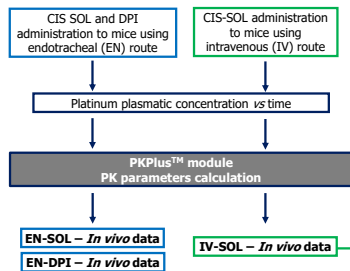 CIS SOL and DPI
administration to mice using
endotracheal (EN) route
CIS-SOL administration
to mice using
intravenous (IV) route
Platinum plasmatic concentration vs time
PKPlus™ module
PK parameters calculation
EN-SOL – In vivo data
EN-DPI – In vivo data
IV-SOL – In vivo data